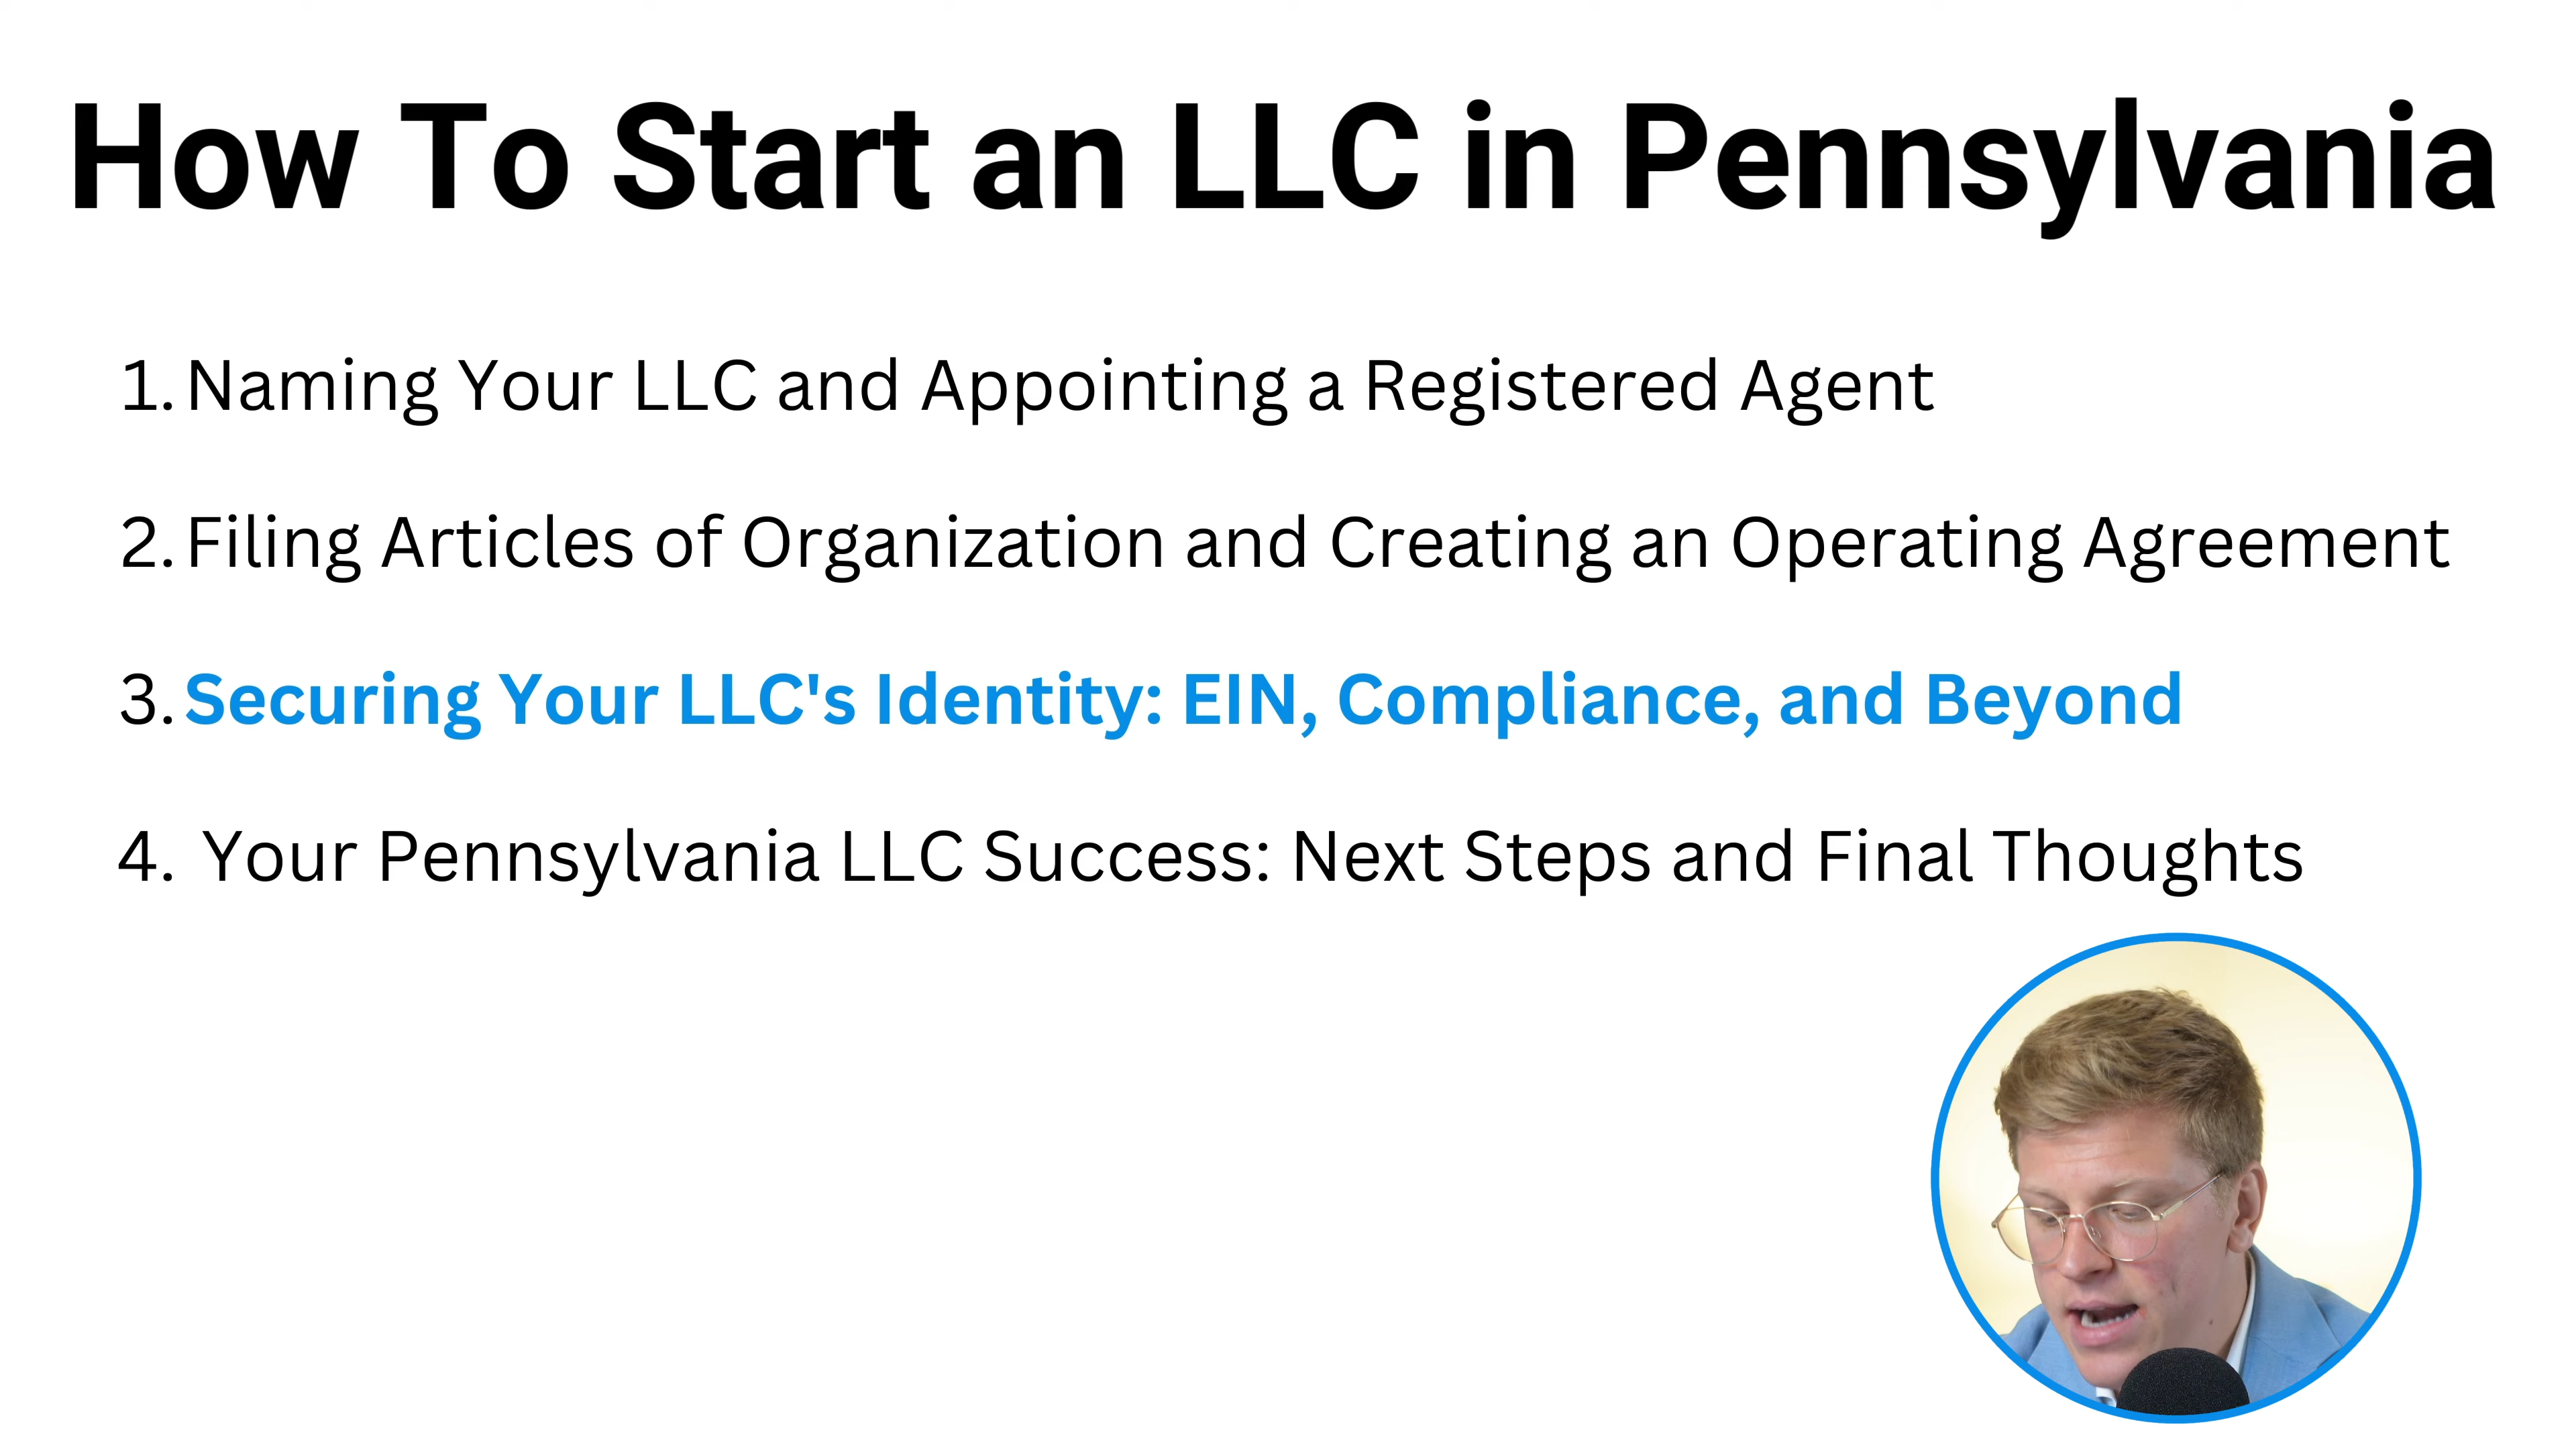 How To Start an LLC in Pennsylvania
1. Naming Your LLC and Appointing a Registered Agent
2. Filing Articles of Organization and Creating an Operating Agreement
3. Securing Your LLC's Identity: EIN, Compliance, and Beyond
4. Your Pennsylvania LLC Success: Next Steps and Final Thoughts